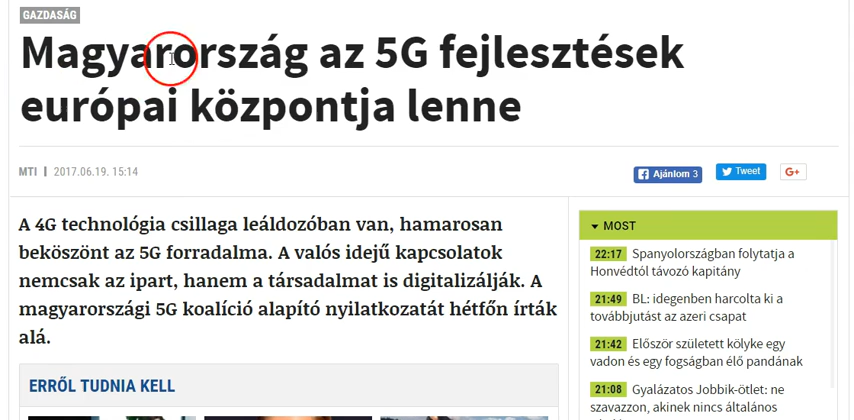 GAZDASÁG
Magyarország az 5G fejlesztések
európai központja lenne
MTI | 2017.06.19. 15:14
Ajánlom 3
Tweet
G+
A 4G technológia csillaga leáldozóban van, hamarosan
beköszönt az 5G forradalma. A valós idejű kapcsolatok
nemcsak az ipart, hanem a társadalmat is digitalizálják. A
magyarországi 5G koalíció alapító nyilatkozatát hétfőn írták
alá.
ERRŐL TUDNIA KELL
MOST
22:17 Spanyolországban folytatja a
Honvédtól távozó kapitány
21:49 BL: idegenben harcolta ki a
továbbjutást az azeri csapat
21:42 Először született kölyke egy
vadon és egy fogságban élő pandának
21:08 Gyalázatos Jobbik-ötlet: ne
szavazzon, akinek nincs általános